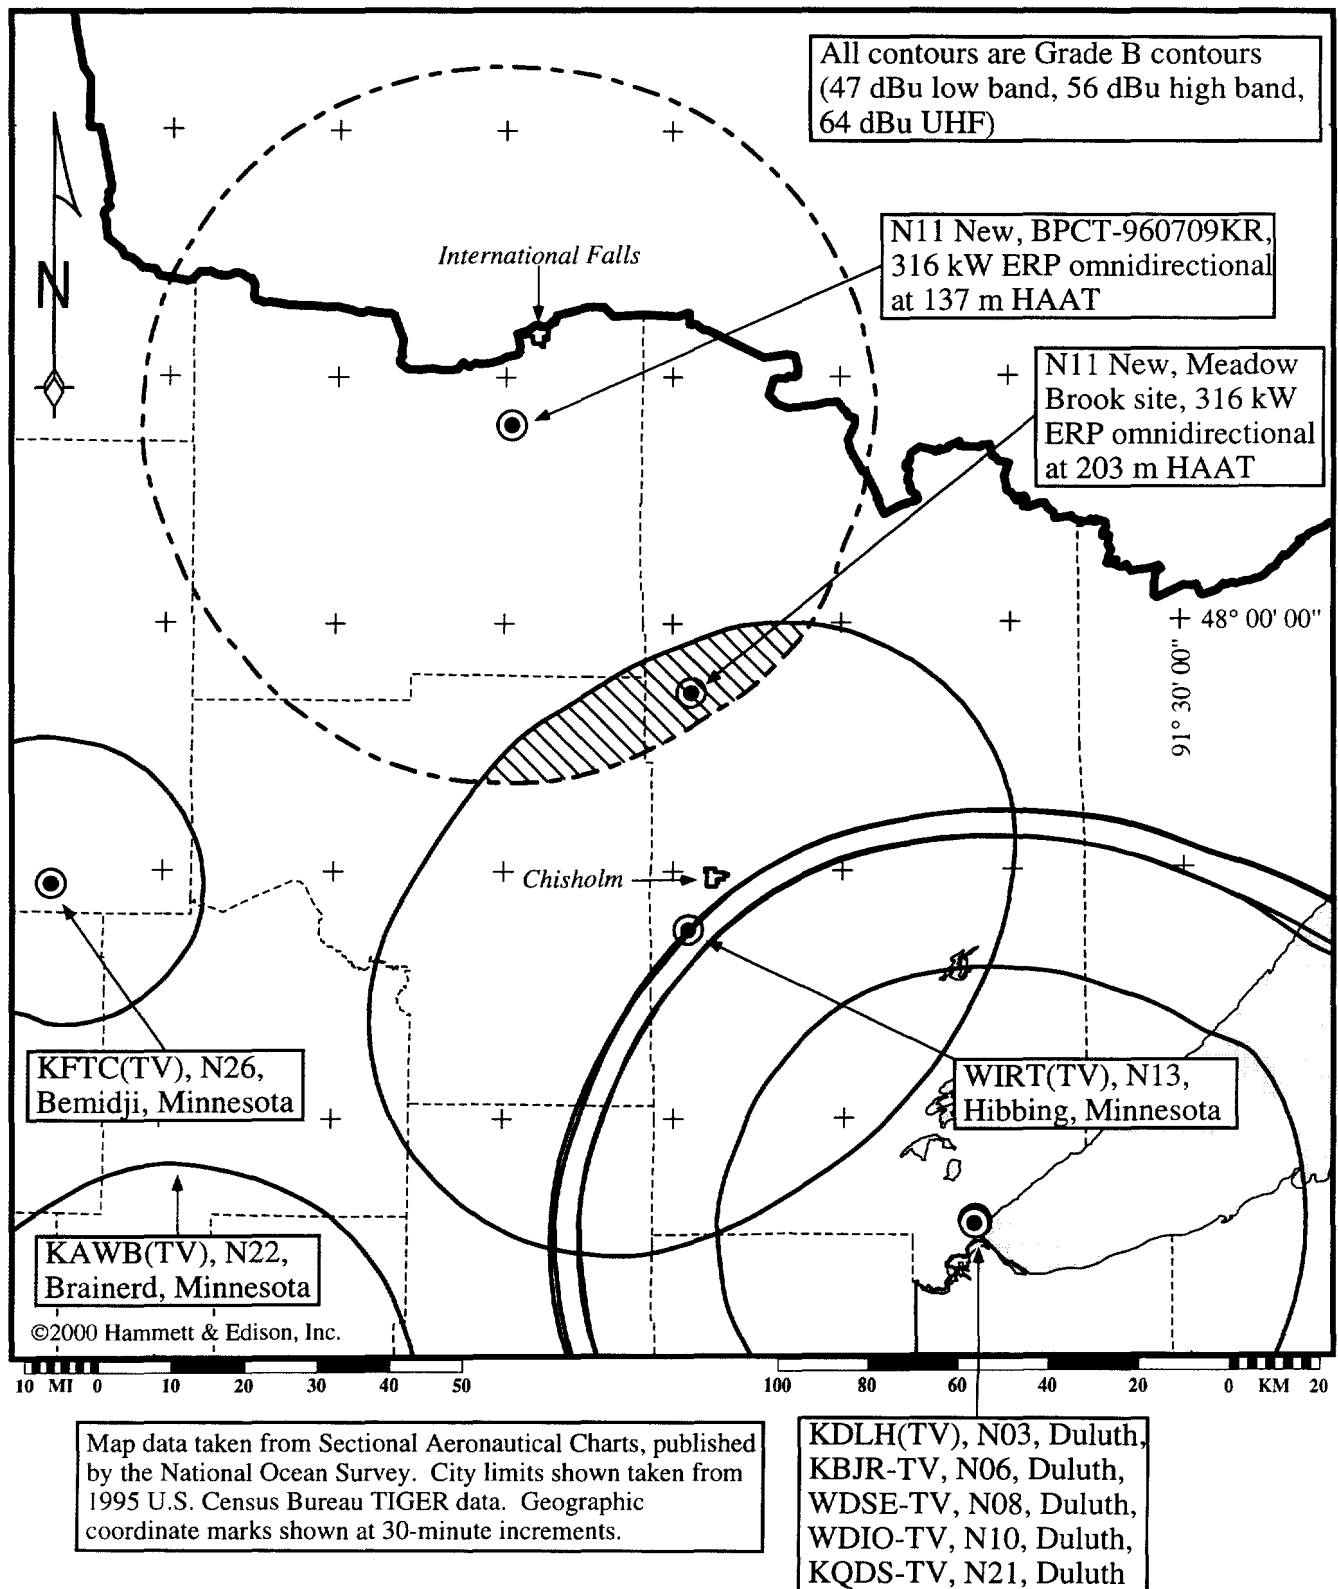 All contours are Grade B contours
(47 dBu low band, 56 dBu high band,
64 dBu UHF)
N11 New, BPCT-960709KR,
316 kW ERP omnidirectional
at 137 m HAAT
International Falls
N
N11 New, Meadow
Brook site, 316 kW
ERP omnidirectional
at 203 m HAAT
48° 00' 00"
91° 30' 00"
Chisholm
KFTC(TV), N26,
Bemidji, Minnesota
WIRT(TV), N13,
Hibbing, Minnesota
KAWB(TV), N22,
Brainerd, Minnesota
©2000 Hammett & Edison, Inc.
10 MI 0 10 20 30 40 50
100 80 60 40 20 0 KM 20
Map data taken from Sectional Aeronautical Charts, published
by the National Ocean Survey. City limits shown taken from
1995 U.S. Census Bureau TIGER data. Geographic
coordinate marks shown at 30-minute increments.
KDLH(TV), N03, Duluth,
KBJR-TV, N06, Duluth,
WDSE-TV, N08, Duluth,
WDIO-TV, N10, Duluth,
KQDS-TV, N21, Duluth